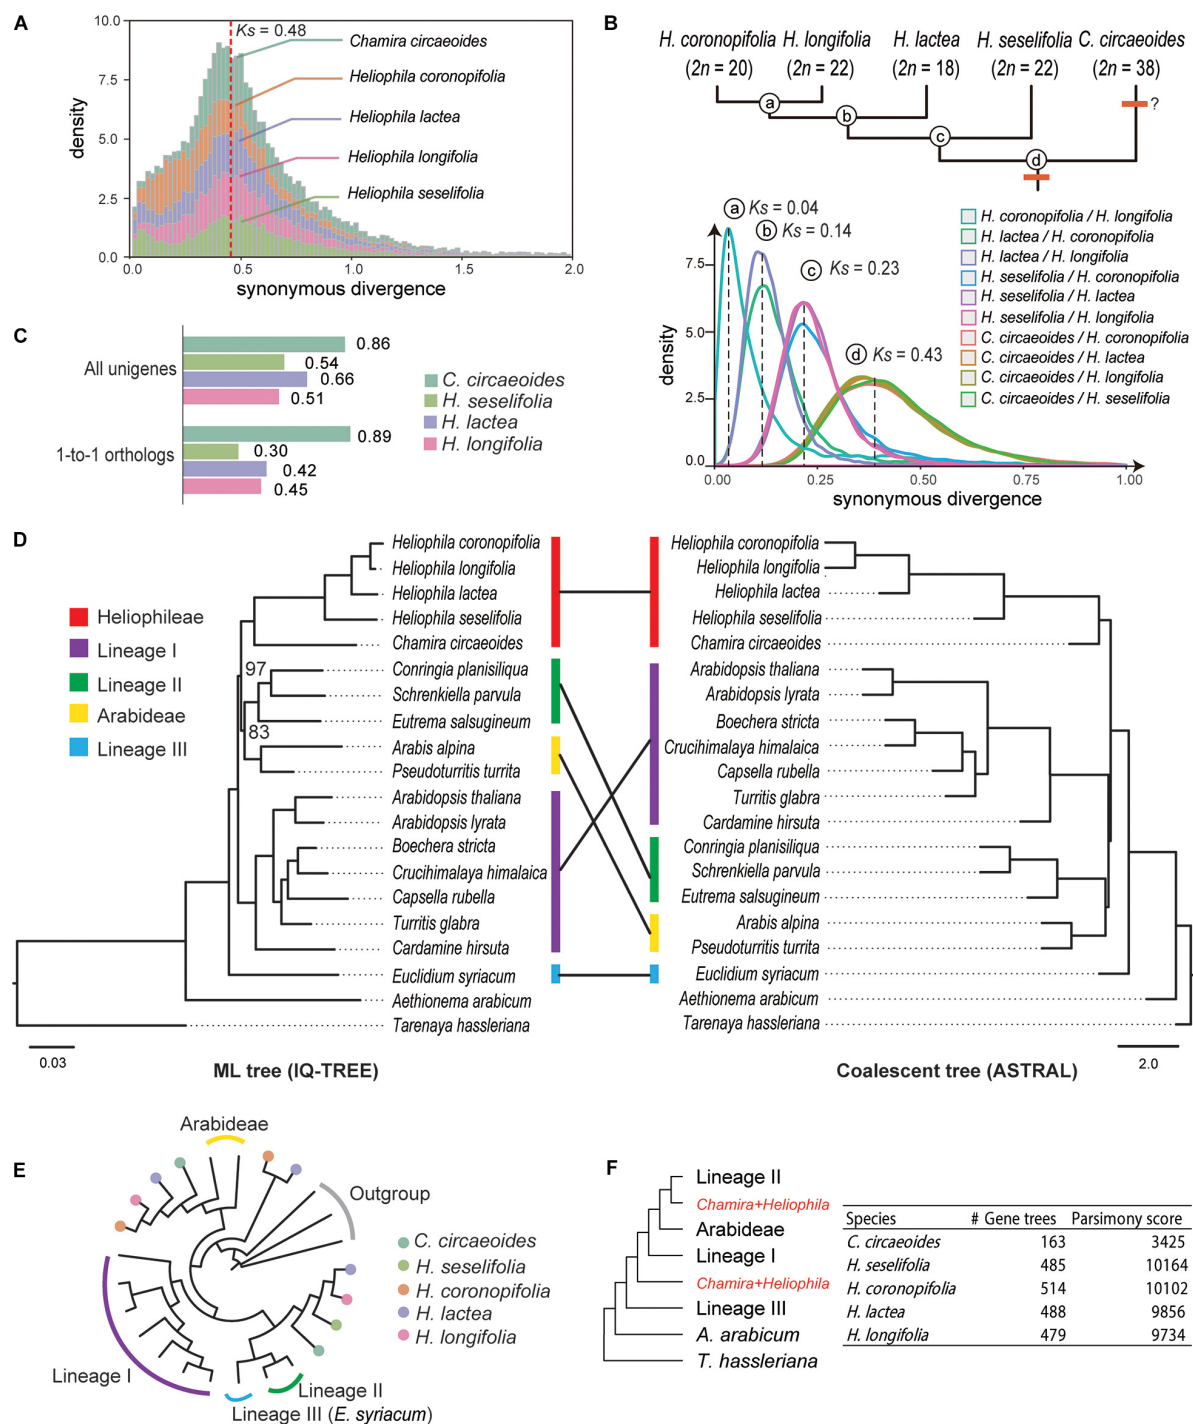 A
10.0
7.5
5.0
2.5
0.0
density
0.0 0.5 1.0 1.5 2.0
synonymous divergence
Ks = 0.48
Chamira circaeoides
Heliophila coronopifolia
Heliophila lactea
Heliophila longifolia
Heliophila seselifolia
B
H. coronopifolia H. longifolia H. lactea H. seselifolia C. circaeoides
(2n = 20) (2n = 22) (2n = 18) (2n = 22) (2n = 38)
a
b
c
d
?
a Ks = 0.04
b Ks = 0.14
c Ks = 0.23
d Ks = 0.43
7.5
5.0
2.5
0.0
density
0.00 0.25 0.50 0.75 1.00
synonymous divergence
H. coronopifolia / H. longifolia
H. lactea / H. coronopifolia
H. lactea / H. longifolia
H. seselifolia / H. coronopifolia
H. seselifolia / H. lactea
H. seselifolia / H. longifolia
C. circaeoides / H. coronopifolia
C. circaeoides / H. lactea
C. circaeoides / H. longifolia
C. circaeoides / H. seselifolia
C
All unigenes
0.86
0.54
0.66
0.51
1-to-1 orthologs
0.89
0.30
0.42
0.45
C. circaeoides
H. seselifolia
H. lactea
H. longifolia
D
Heliophileae
Lineage I
Lineage II
Arabideae
Lineage III
97
83
Heliophila coronopifolia
Heliophila longifolia
Heliophila lactea
Heliophila seselifolia
Chamira circaeoides
Conringia planisiliqua
Schrenkiella parvula
Eutrema salsugineum
Arabis alpina
Pseudoturritis turrita
Arabidopsis thaliana
Arabidopsis lyrata
Boechera stricta
Crucihimalaya himalaica
Capsella rubella
Turritis glabra
Cardamine hirsuta
Euclidium syriacum
Aethionema arabicum
Tarenaya hassleriana
0.03
ML tree (IQ-TREE)
Heliophila coronopifolia
Heliophila longifolia
Heliophila lactea
Heliophila seselifolia
Chamira circaeoides
Arabidopsis thaliana
Arabidopsis lyrata
Boechera stricta
Crucihimalaya himalaica
Capsella rubella
Turritis glabra
Cardamine hirsuta
Conringia planisiliqua
Schrenkiella parvula
Eutrema salsugineum
Arabis alpina
Pseudoturritis turrita
Euclidium syriacum
Aethionema arabicum
Tarenaya hassleriana
2.0
Coalescent tree (ASTRAL)
E
Arabideae
Outgroup
C. circaeoides
H. seselifolia
H. coronopifolia
H. lactea
H. longifolia
Lineage I
Lineage II
Lineage III (E. syriacum)
F
Lineage II
Chamira+Heliophila
Arabideae
Lineage I
Chamira+Heliophila
Lineage III
A. arabicum
T. hassleriana
Species # Gene trees Parsimony score
C. circaeoides 163 3425
H. seselifolia 485 10164
H. coronopifolia 514 10102
H. lactea 488 9856
H. longifolia 479 9734